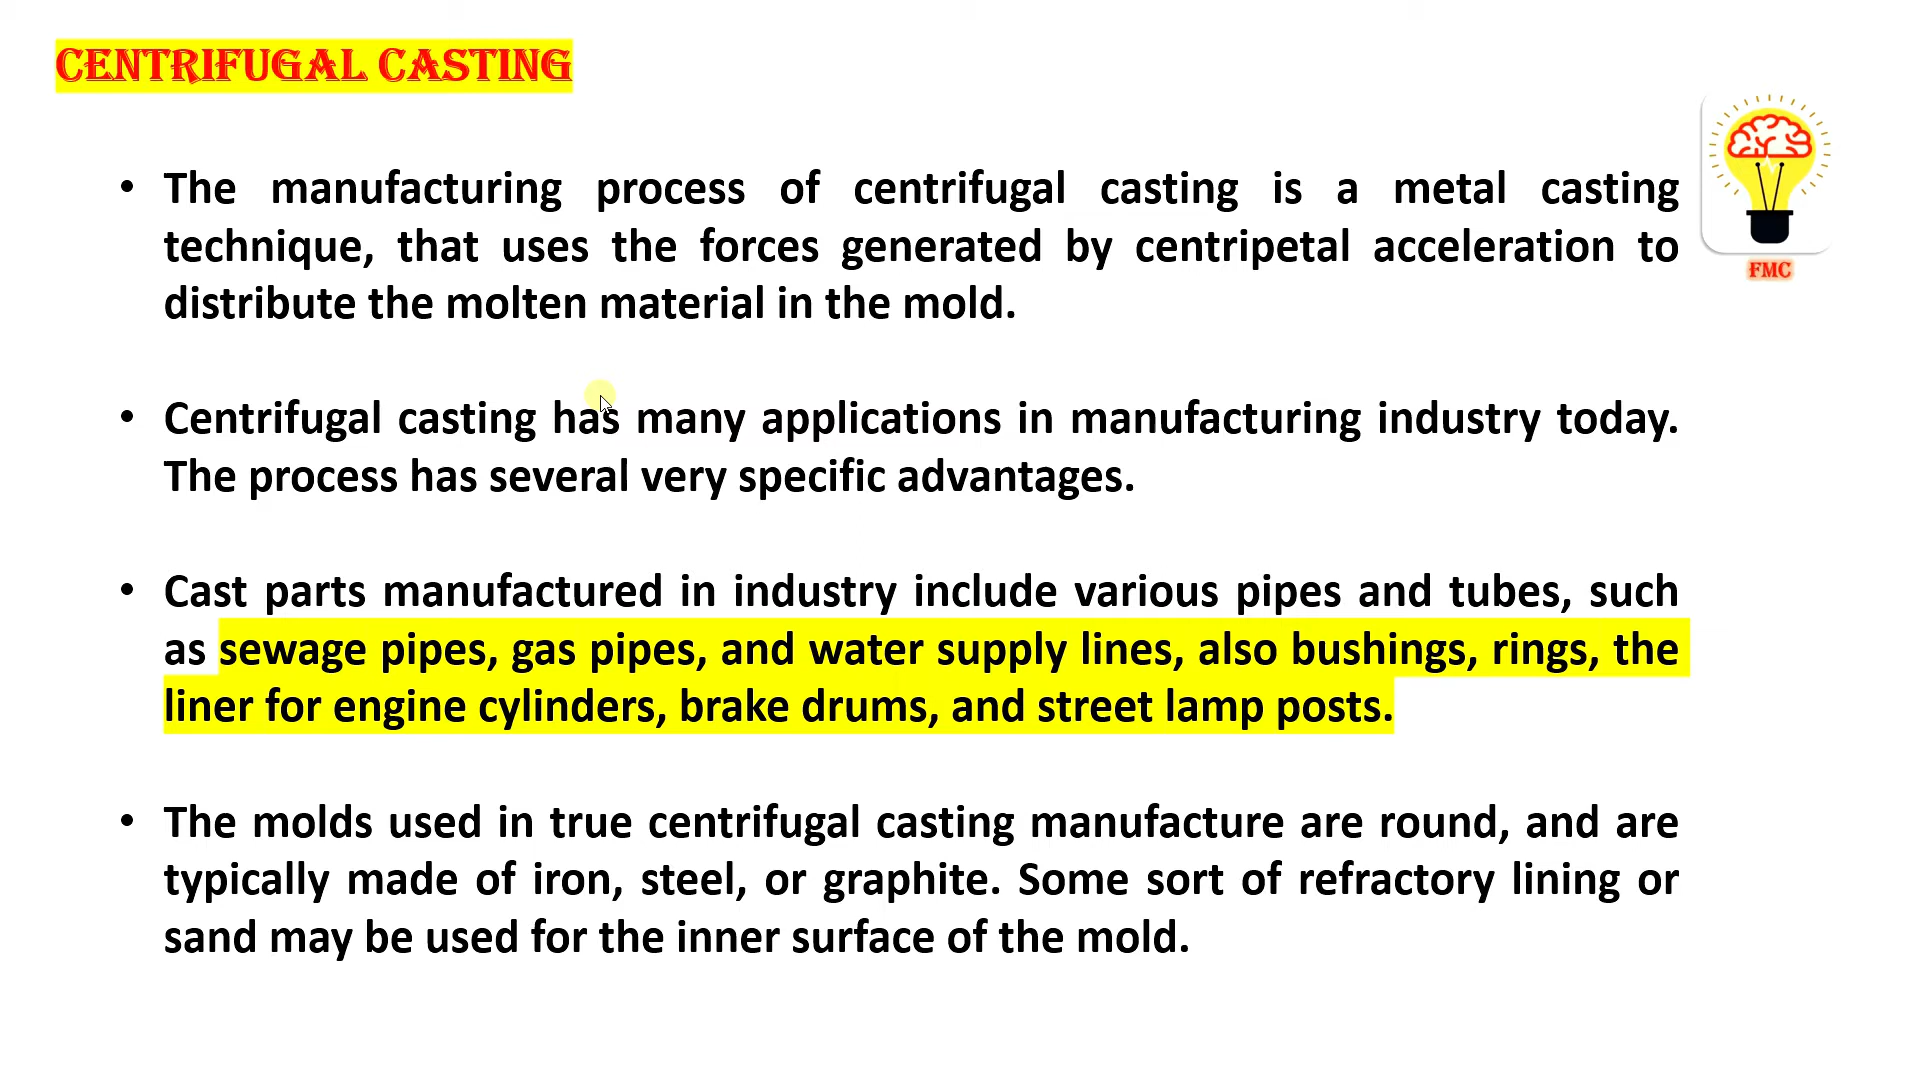 CENTRIFUGAL CASTING
• The manufacturing process of centrifugal casting is a metal casting
technique, that uses the forces generated by centripetal acceleration to
distribute the molten material in the mold.
FMC
• Centrifugal casting has many applications in manufacturing industry today.
The process has several very specific advantages.
• Cast parts manufactured in industry include various pipes and tubes, such
as sewage pipes, gas pipes, and water supply lines, also bushings, rings, the
liner for engine cylinders, brake drums, and street lamp posts.
• The molds used in true centrifugal casting manufacture are round, and are
typically made of iron, steel, or graphite. Some sort of refractory lining or
sand may be used for the inner surface of the mold.